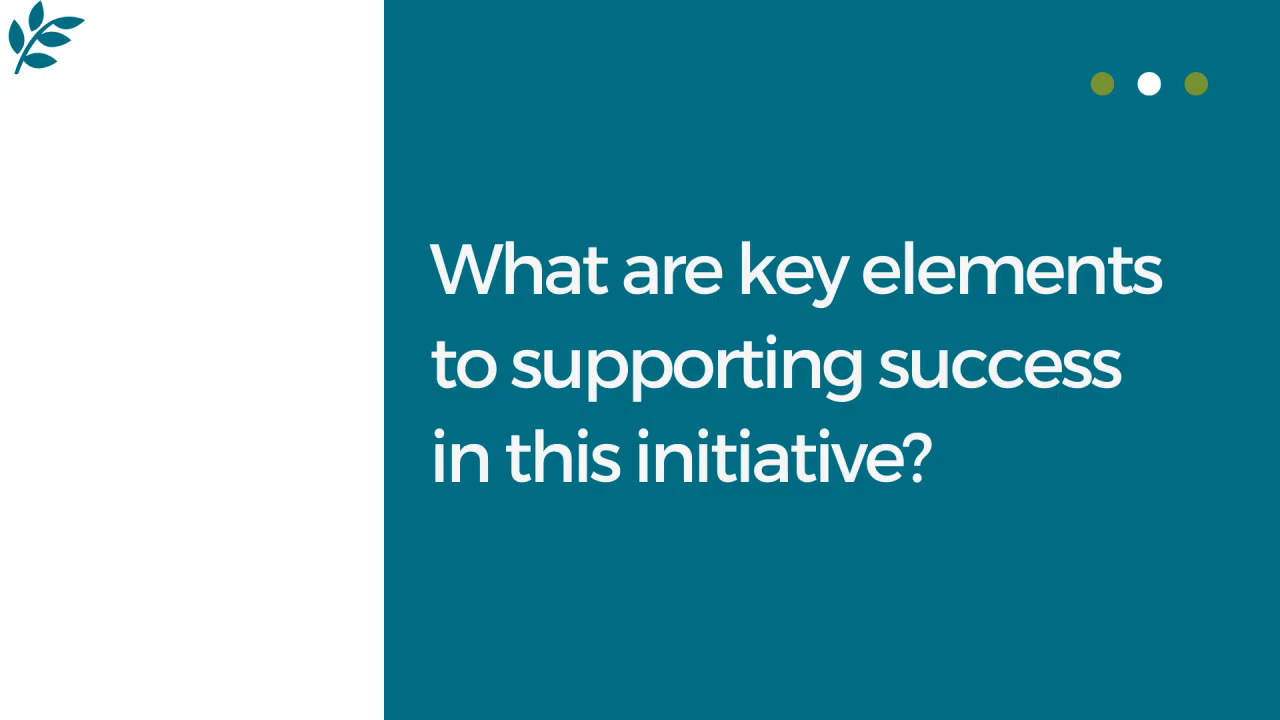 What are key elements
to supporting success
in this initiative?